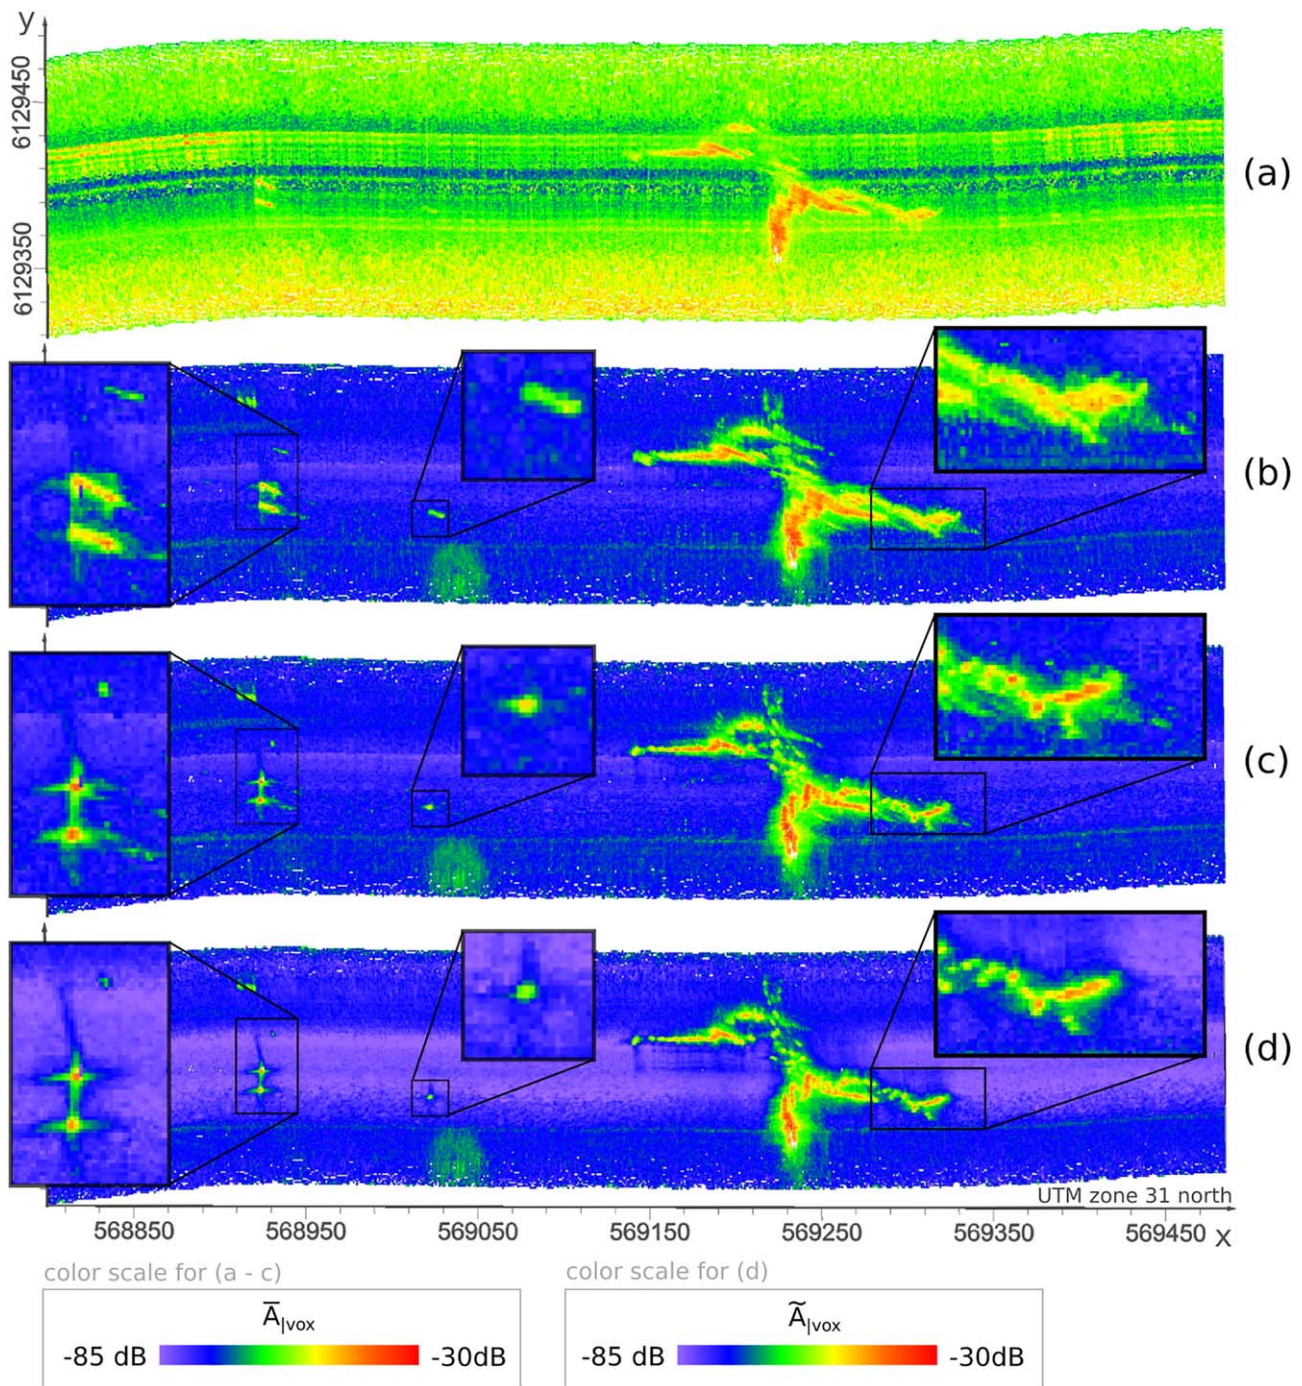 y
6129450
6129350
(a)
(b)
(c)
(d)
UTM zone 31 north
568850 568950 569050 569150 569250 569350 569450 x
color scale for (a - c) color scale for (d)
A̅|vox Ã|vox
-85 dB -30dB -85 dB -30dB